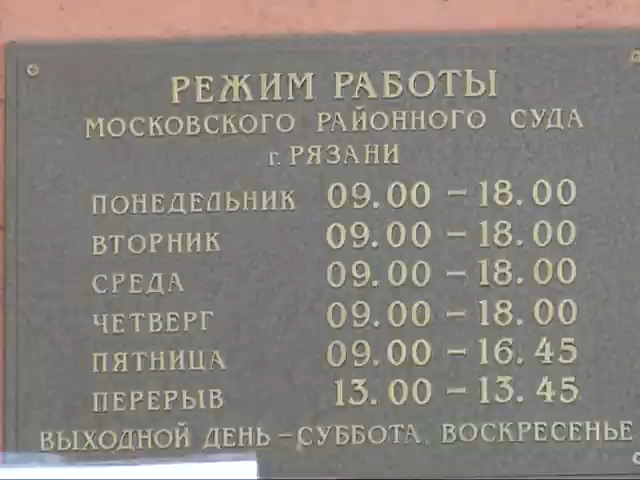 РЕЖИМ РАБОТЫ
МОСКОВСКОГО РАЙОННОГО СУДА
г. РЯЗАНИ
ПОНЕДЕЛЬНИК 09.00 – 18.00
ВТОРНИК 09.00 – 18.00
СРЕДА 09.00 – 18.00
ЧЕТВЕРГ 09.00 – 18.00
ПЯТНИЦА 09.00 – 16.45
ПЕРЕРЫВ 13.00 – 13.45
ВЫХОДНОЙ ДЕНЬ – СУББОТА, ВОСКРЕСЕНЬЕ